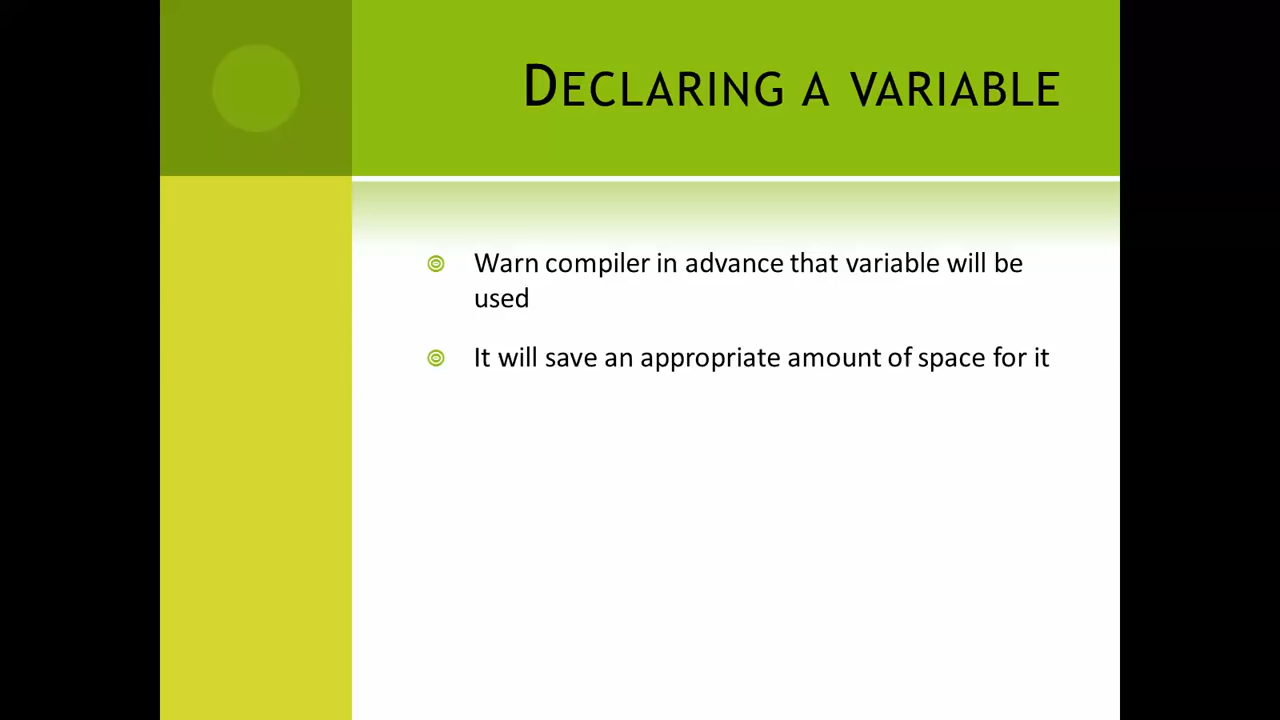 DECLARING A VARIABLE
Warn compiler in advance that variable will be
used
It will save an appropriate amount of space for it